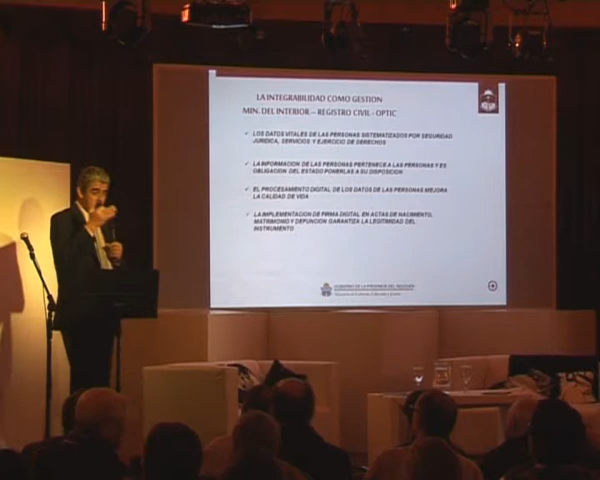 LA INTEGRABILIDAD COMO GESTION
MIN. DEL INTERIOR – REGISTRO CIVIL - OPTIC
LOS DATOS VITALES DE LAS PERSONAS SISTEMATIZADOS POR SEGURIDAD
JURIDICA, SERVICIOS Y EJERCICIO DE DERECHOS
LA INFORMACION DE LAS PERSONAS PERTENECE A LAS PERSONAS Y ES
OBLIGACION DEL ESTADO PONERLAS A SU DISPOSICION
EL PROCESAMIENTO DIGITAL DE LOS DATOS DE LAS PERSONAS MEJORA
LA CALIDAD DE VIDA
LA IMPLEMENTACION DE FIRMA DIGITAL EN ACTAS DE NACIMIENTO,
MATRIMONIO Y DEFUNCION GARANTIZA LA LEGITIMIDAD DEL
INSTRUMENTO
GOBIERNO DE LA PROVINCIA DEL NEUQUEN